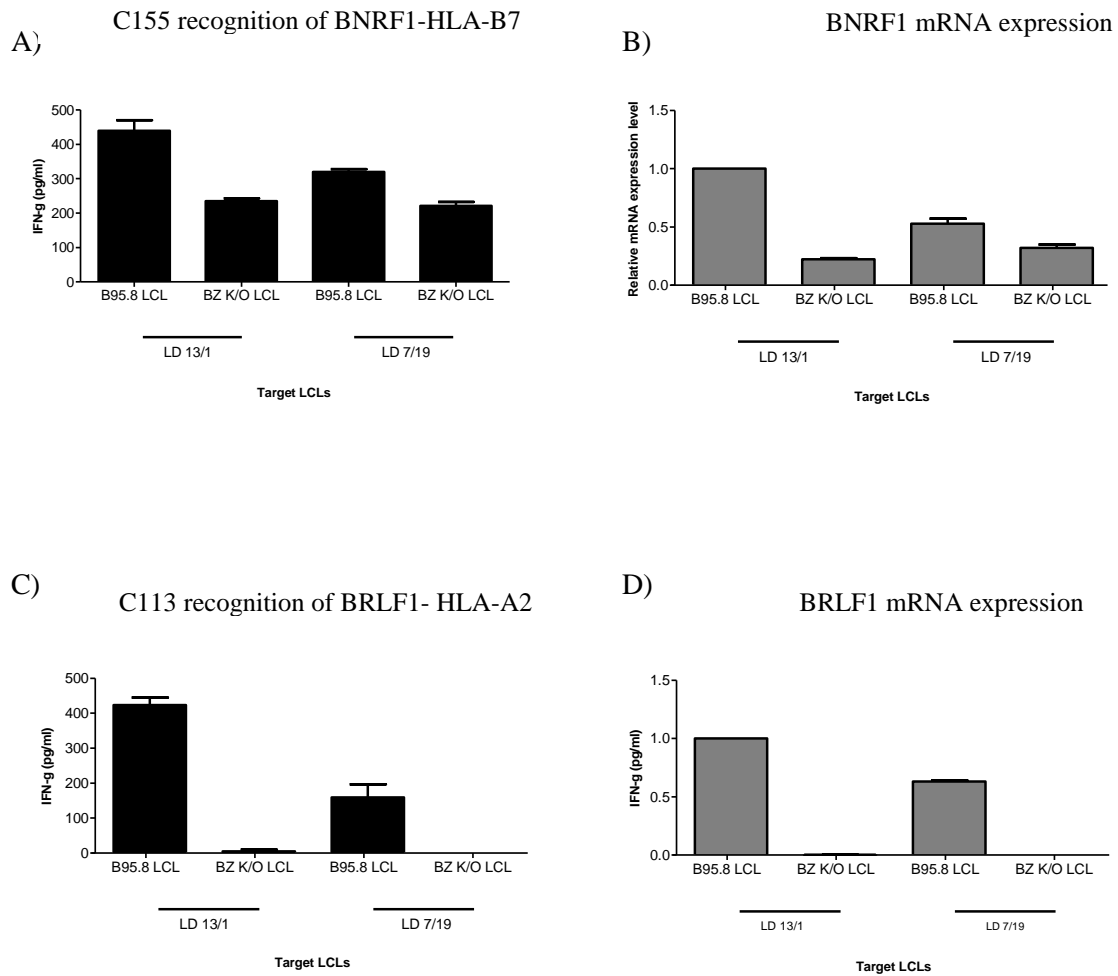 C155 recognition of BNRF1-HLA-B7
A)
500
400
300
200
100
0
IFN-g (pg/ml)
B95.8 LCL BZ K/O LCL B95.8 LCL BZ K/O LCL
LD 13/1 LD 7/19
Target LCLs
BNRF1 mRNA expression
B)
1.5
1.0
0.5
0.0
Relative mRNA expression level
B95.8 LCL BZ K/O LCL B95.8 LCL BZ K/O LCL
LD 13/1 LD 7/19
Target LCLs
C)
C113 recognition of BRLF1- HLA-A2
500
400
300
200
100
0
IFN-g (pg/ml)
B95.8 LCL BZ K/O LCL B95.8 LCL BZ K/O LCL
LD 13/1 LD 7/19
Target LCLs
D)
BRLF1 mRNA expression
1.5
1.0
0.5
0.0
IFN-g (pg/ml)
B95.8 LCL BZ K/O LCL B95.8 LCL BZ K/O LCL
LD 13/1 LD 7/19
Target LCLs